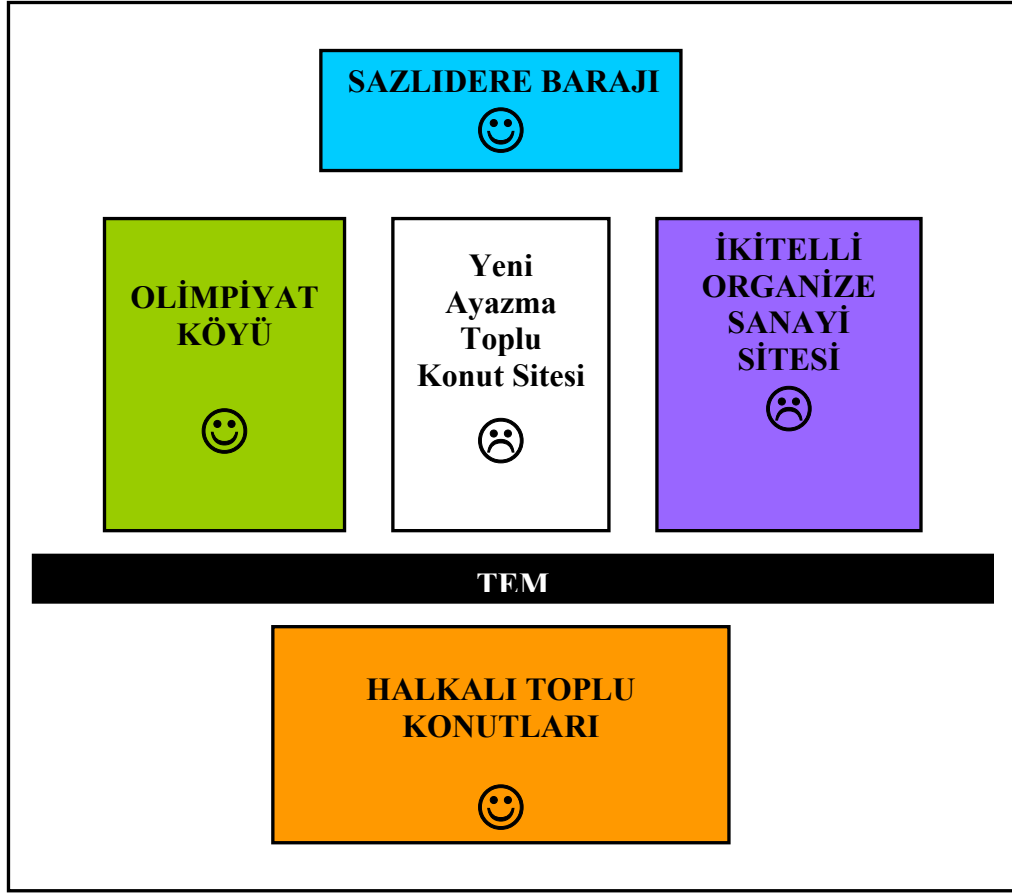 SAZLIDERE BARAJI
OLİMPİYAT
KÖYÜ
Yeni
Ayazma
Toplu
Konut Sitesi
İKİTELLİ
ORGANİZE
SANAYİ
SİTESİ
TEM
HALKALI TOPLU
KONUTLARI